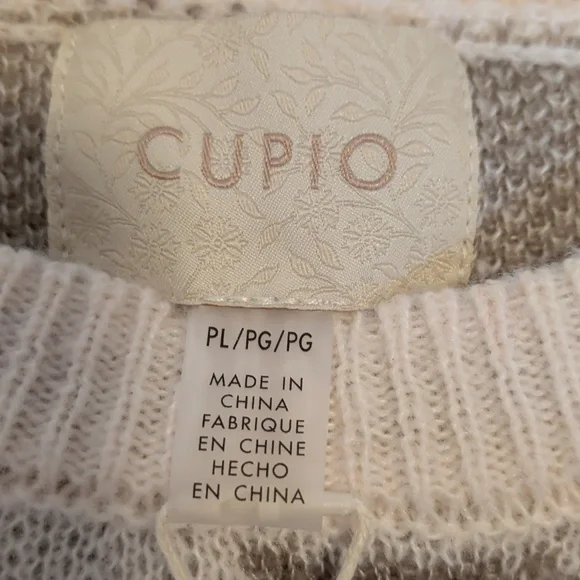 CUPIO
PL/PG/PG
MADE IN
CHINA
FABRIQUE
EN CHINE
HECHO
EN CHINA